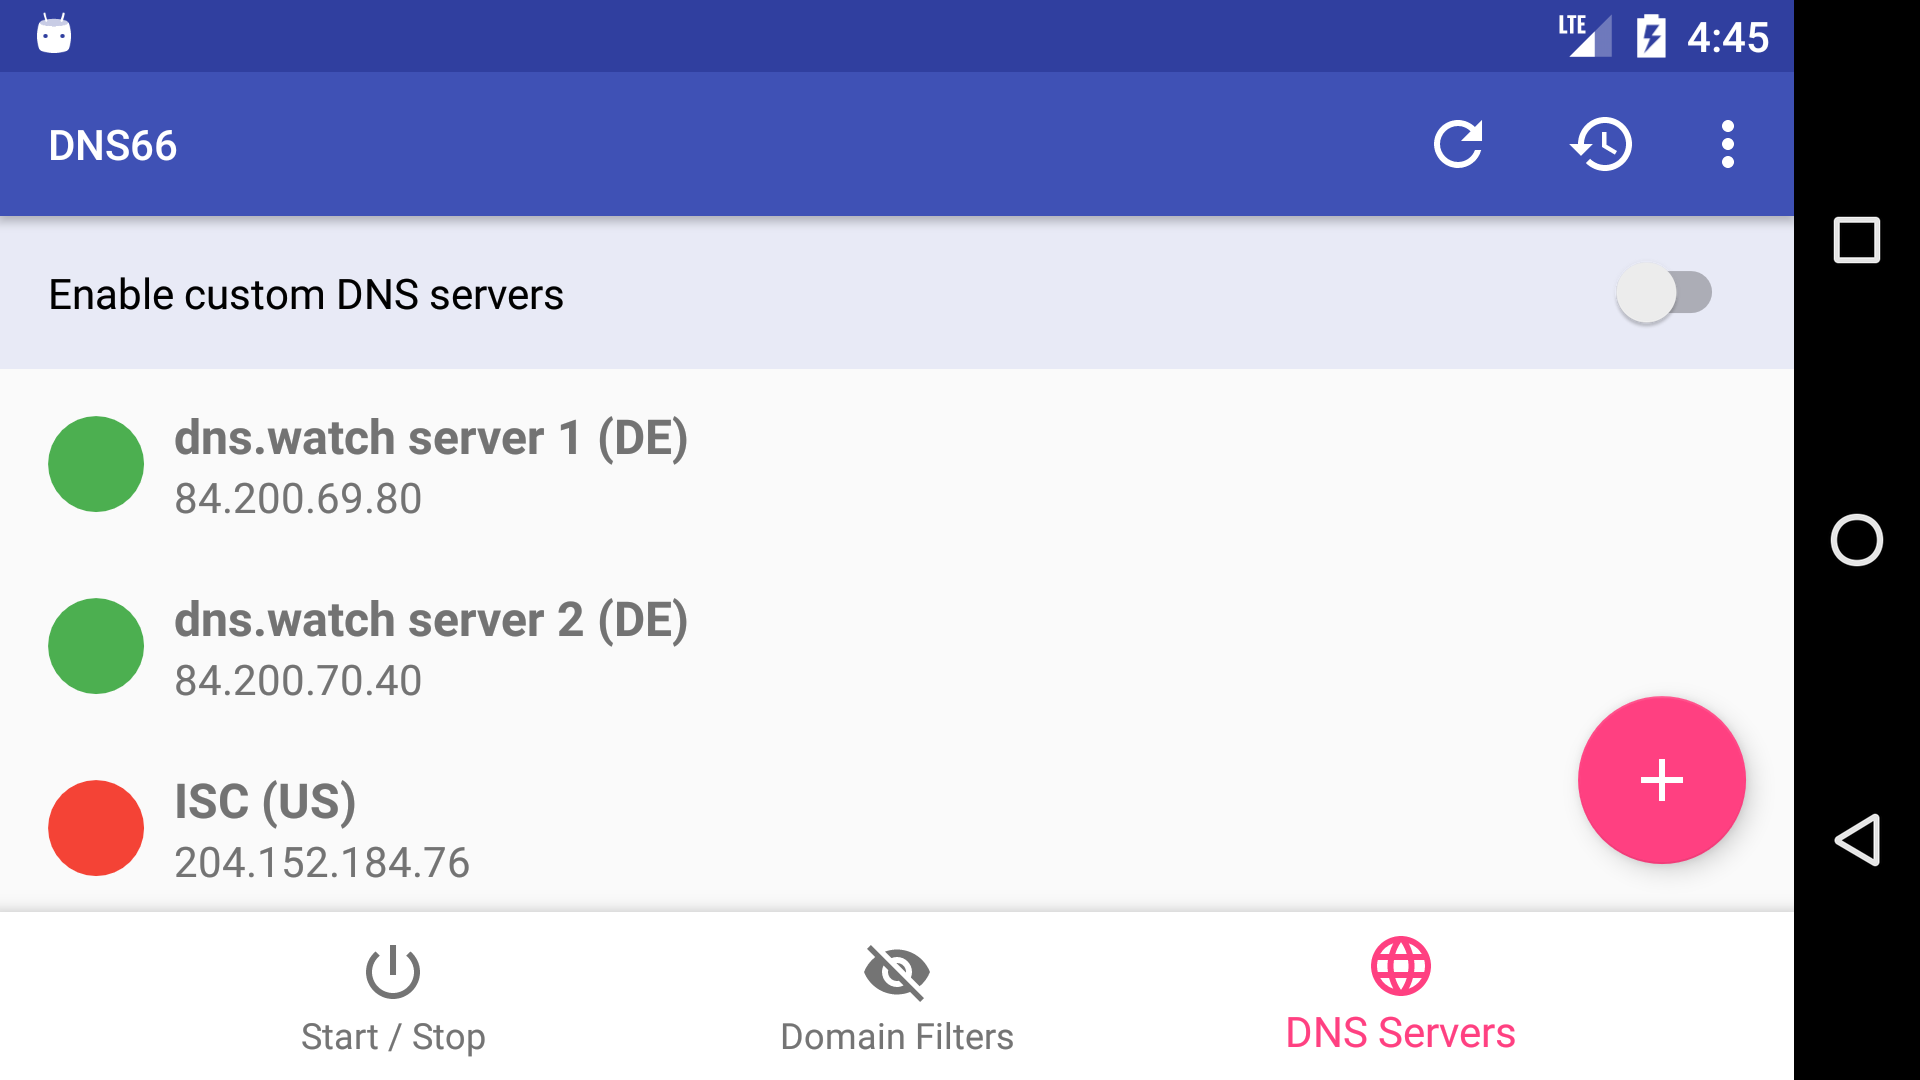 LTE 4:45
DNS66
Enable custom DNS servers
dns.watch server 1 (DE)
84.200.69.80
dns.watch server 2 (DE)
84.200.70.40
ISC (US)
204.152.184.76
Start / Stop
Domain Filters
DNS Servers